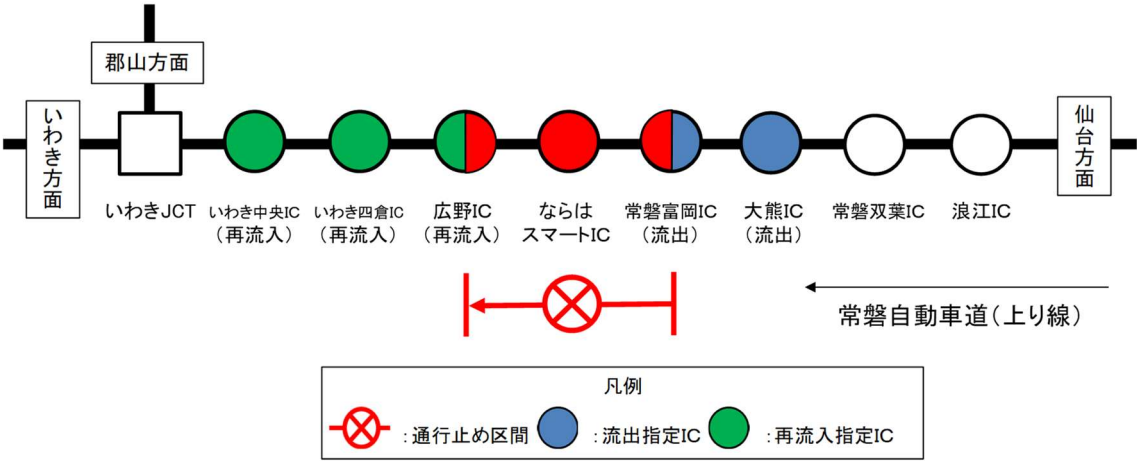 郡山方面
いわき方面
仙台方面
いわきJCT
いわき中央IC
（再流入）
いわき四倉IC
（再流入）
広野IC
（再流入）
ならは
スマートIC
常磐富岡IC
（流出）
大熊IC
（流出）
常磐双葉IC
浪江IC
常磐自動車道（上り線）
凡例
：通行止め区間
：流出指定IC
：再流入指定IC